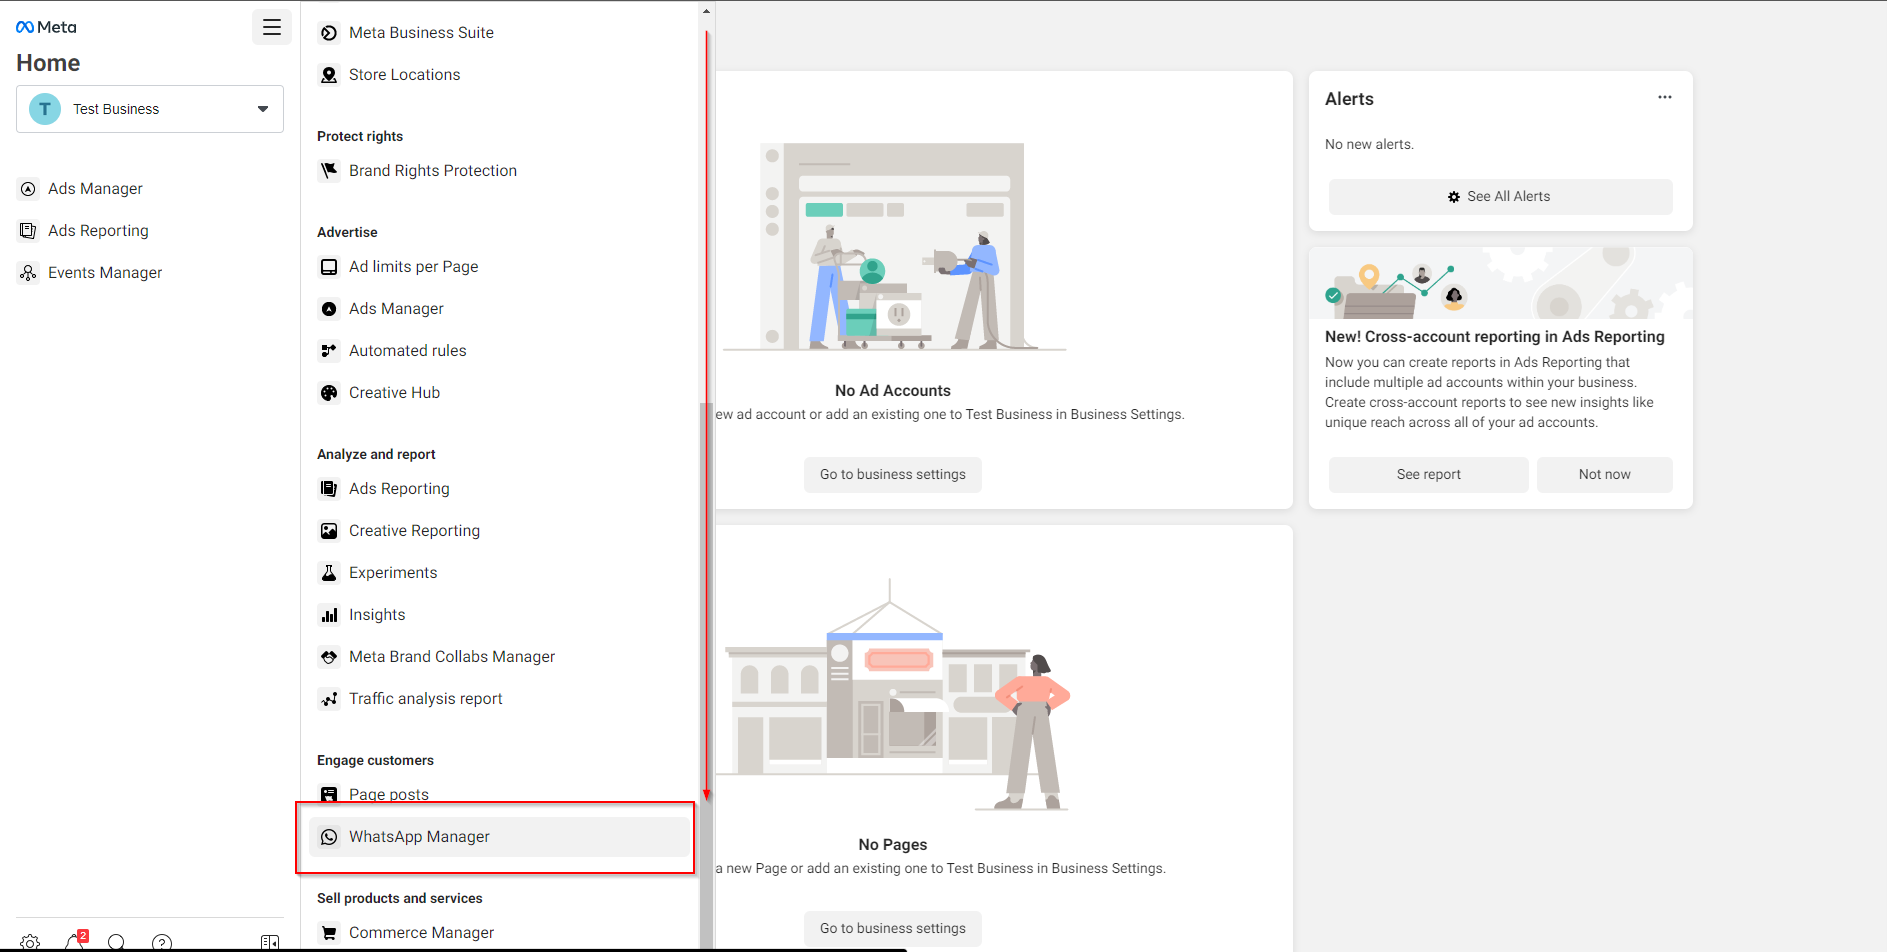 Meta
Home
T Test Business
Ads Manager
Ads Reporting
Events Manager
2
Meta Business Suite
Store Locations
Protect rights
Brand Rights Protection
Advertise
Ad limits per Page
Ads Manager
Automated rules
Creative Hub
Analyze and report
Ads Reporting
Creative Reporting
Experiments
Insights
Meta Brand Collabs Manager
Traffic analysis report
Engage customers
Page posts
WhatsApp Manager
Sell products and services
Commerce Manager
No Ad Accounts
ew ad account or add an existing one to Test Business in Business Settings.
Go to business settings
No Pages
a new Page or add an existing one to Test Business in Business Settings.
Go to business settings
Alerts
No new alerts.
See All Alerts
New! Cross-account reporting in Ads Reporting
Now you can create reports in Ads Reporting that
include multiple ad accounts within your business.
Create cross-account reports to see new insights like
unique reach across all of your ad accounts.
See report
Not now